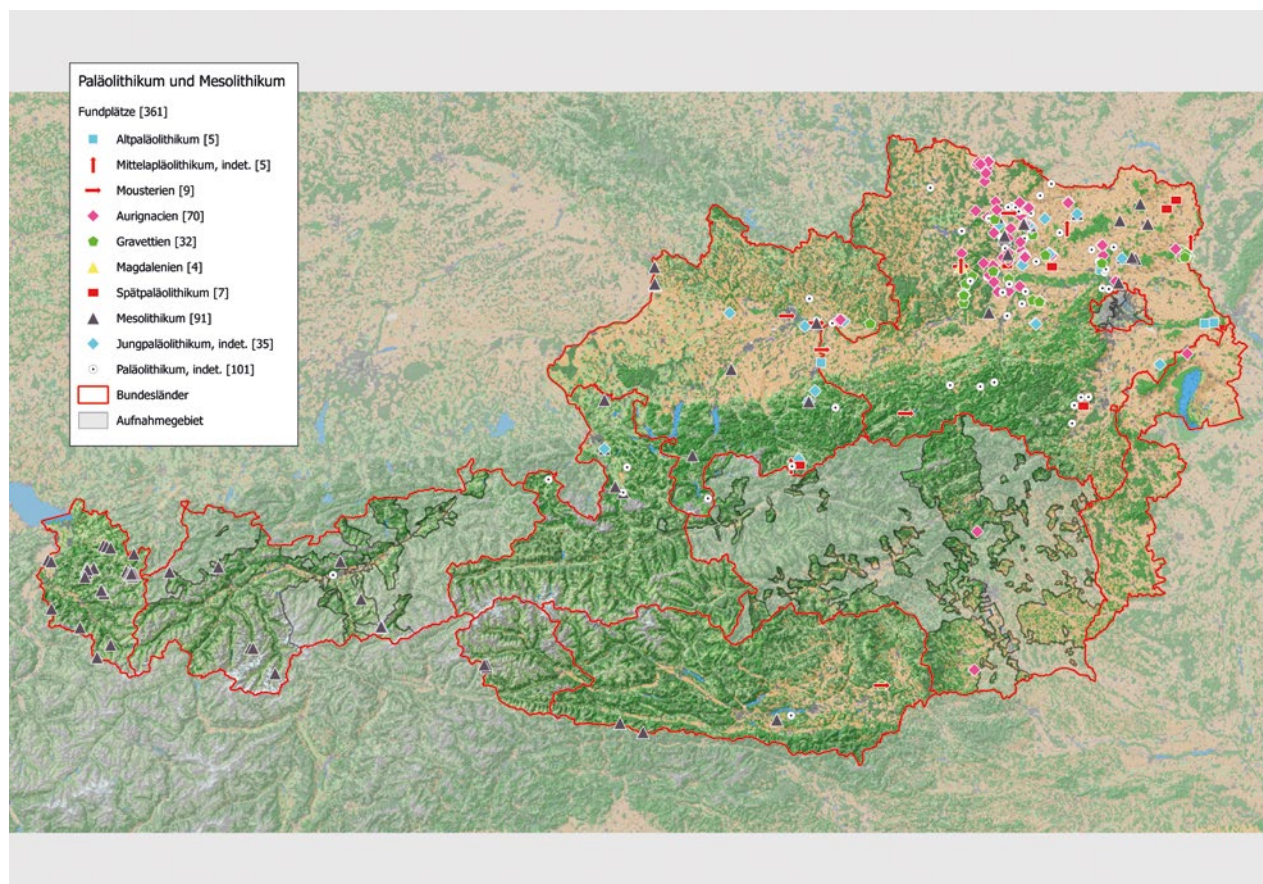 Paläolithikum und Mesolithikum
Fundplätze [361]
Altpaläolithikum [5]
Mittelapläolithikum, indet. [5]
Mousterien [9]
Aurignacien [70]
Gravettien [32]
Magdalenien [4]
Spätpaläolithikum [7]
Mesolithikum [91]
Jungpaläolithikum, indet. [35]
Paläolithikum, indet. [101]
Bundesländer
Aufnahmegebiet